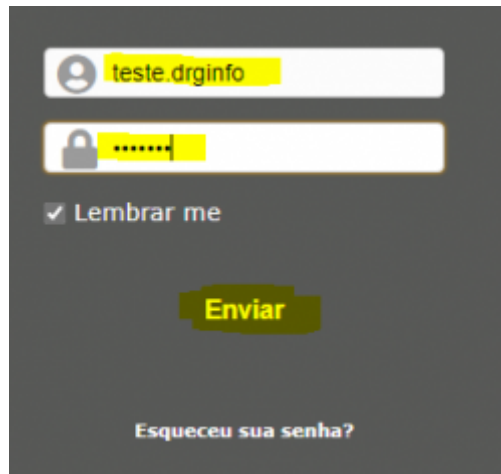 teste.drginfo
•••••••
Lembrar me
Enviar
Esqueceu sua senha?